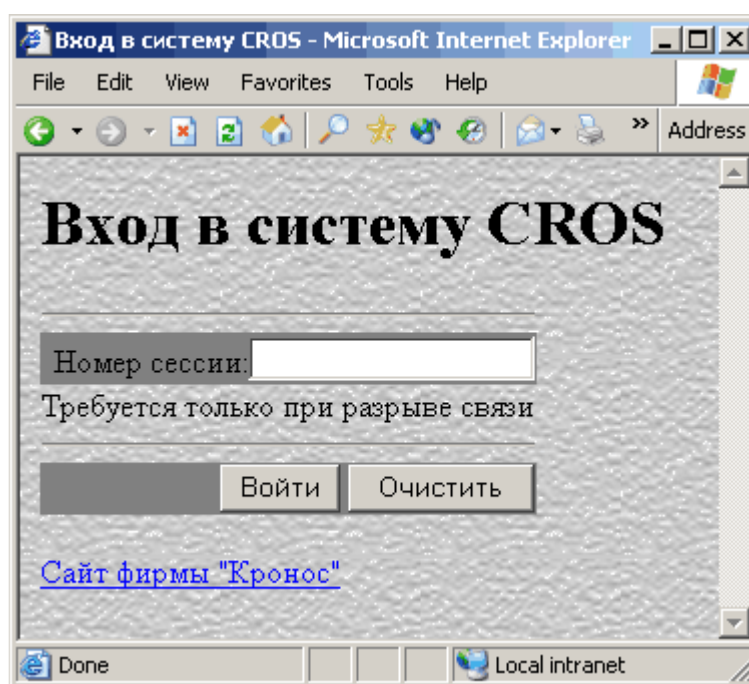 Вход в систему CROS - Microsoft Internet Explorer
File Edit View Favorites Tools Help
» Address
Вход в систему CROS
Номер сессии:
Требуется только при разрыве связи
Войти Очистить
Сайт фирмы "Кронос"
Done Local intranet